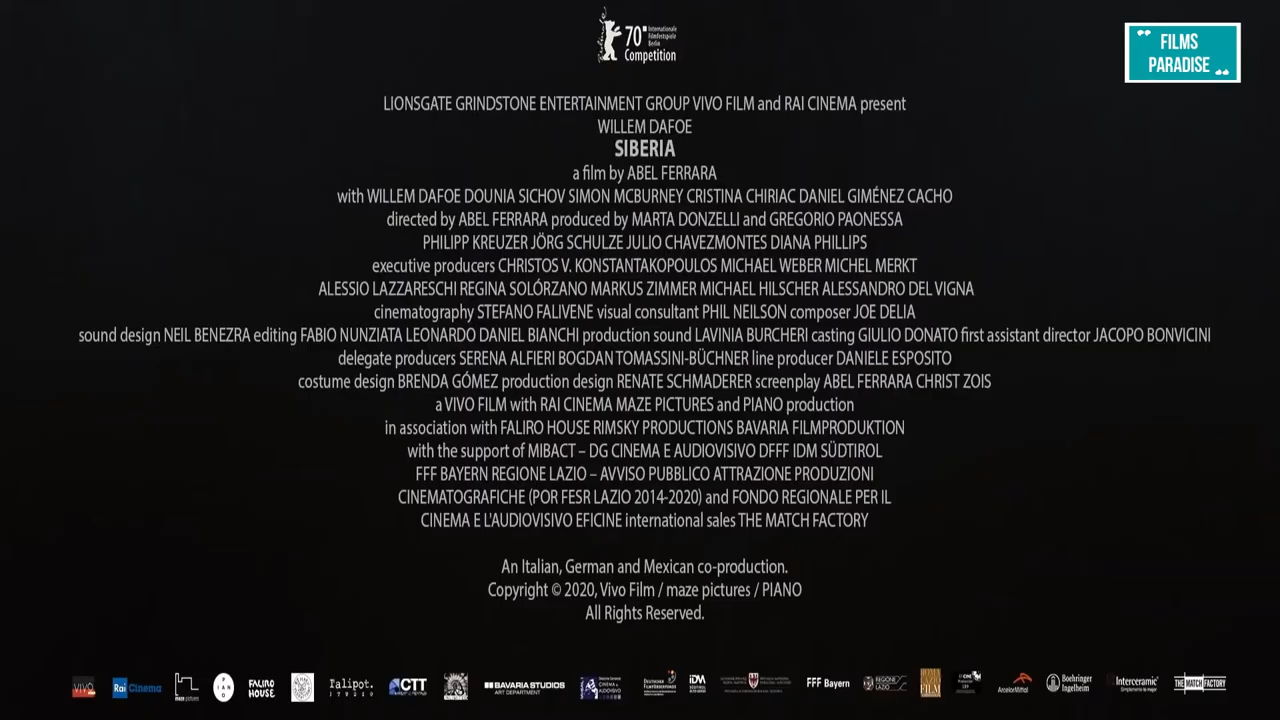 70 Internationale
Filmfestspiele
Berlin
Competition
FILMS
PARADISE
LIONSGATE GRINDSTONE ENTERTAINMENT GROUP VIVO FILM and RAI CINEMA present
WILLEM DAFOE
SIBERIA
a film by ABEL FERRARA
with WILLEM DAFOE DOUNIA SICHOV SIMON MCBURNEY CRISTINA CHIRIAC DANIEL GIMÉNEZ CACHO
directed by ABEL FERRARA produced by MARTA DONZELLI and GREGORIO PAONESSA
PHILIPP KREUZER JÖRG SCHULZE JULIO CHAVEZMONTES DIANA PHILLIPS
executive producers CHRISTOS V. KONSTANTAKOPOULOS MICHAEL WEBER MICHEL MERKT
ALESSIO LAZZARESCHI REGINA SOLÓRZANO MARKUS ZIMMER MICHAEL HILSCHER ALESSANDRO DEL VIGNA
cinematography STEFANO FALIVENE visual consultant PHIL NEILSON composer JOE DELIA
sound design NEIL BENEZRA editing FABIO NUNZIATA LEONARDO DANIEL BIANCHI production sound LAVINIA BURCHERI casting GIULIO DONATO first assistant director JACOPO BONVICINI
delegate producers SERENA ALFIERI BOGDAN TOMASSINI-BÜCHNER line producer DANIELE ESPOSITO
costume design BRENDA GÓMEZ production design RENATE SCHMADERER screenplay ABEL FERRARA CHRIST ZOIS
a VIVO FILM with RAI CINEMA MAZE PICTURES and PIANO production
in association with FALIRO HOUSE RIMSKY PRODUCTIONS BAVARIA FILMPRODUKTION
with the support of MIBACT – DG CINEMA E AUDIOVISIVO DFFF IDM SÜDTIROL
FFF BAYERN REGIONE LAZIO – AVVISO PUBBLICO ATTRAZIONE PRODUZIONI
CINEMATOGRAFICHE (POR FESR LAZIO 2014-2020) and FONDO REGIONALE PER IL
CINEMA E L'AUDIOVISIVO EFICINE international sales THE MATCH FACTORY
An Italian, German and Mexican co-production.
Copyright © 2020, Vivo Film / maze pictures / PIANO
All Rights Reserved.
VIVO
Rai Cinema
maze pictures
PIANO
FALIRO
HOUSE.
Talipot.
STUDIO
CTT
BAVARIA STUDIOS
ART DEPARTMENT
IDM
FFF Bayern
REGIONE
LAZIO
ArcelorMittal
Boehringer
Ingelheim
Interceramic
THE MATCH FACTORY